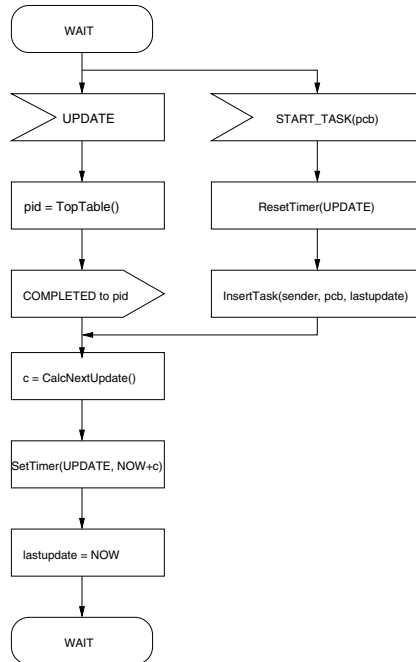 WAIT
UPDATE
START_TASK(pcb)
pid = TopTable()
ResetTimer(UPDATE)
COMPLETED to pid
InsertTask(sender, pcb, lastupdate)
c = CalcNextUpdate()
SetTimer(UPDATE, NOW+c)
lastupdate = NOW
WAIT